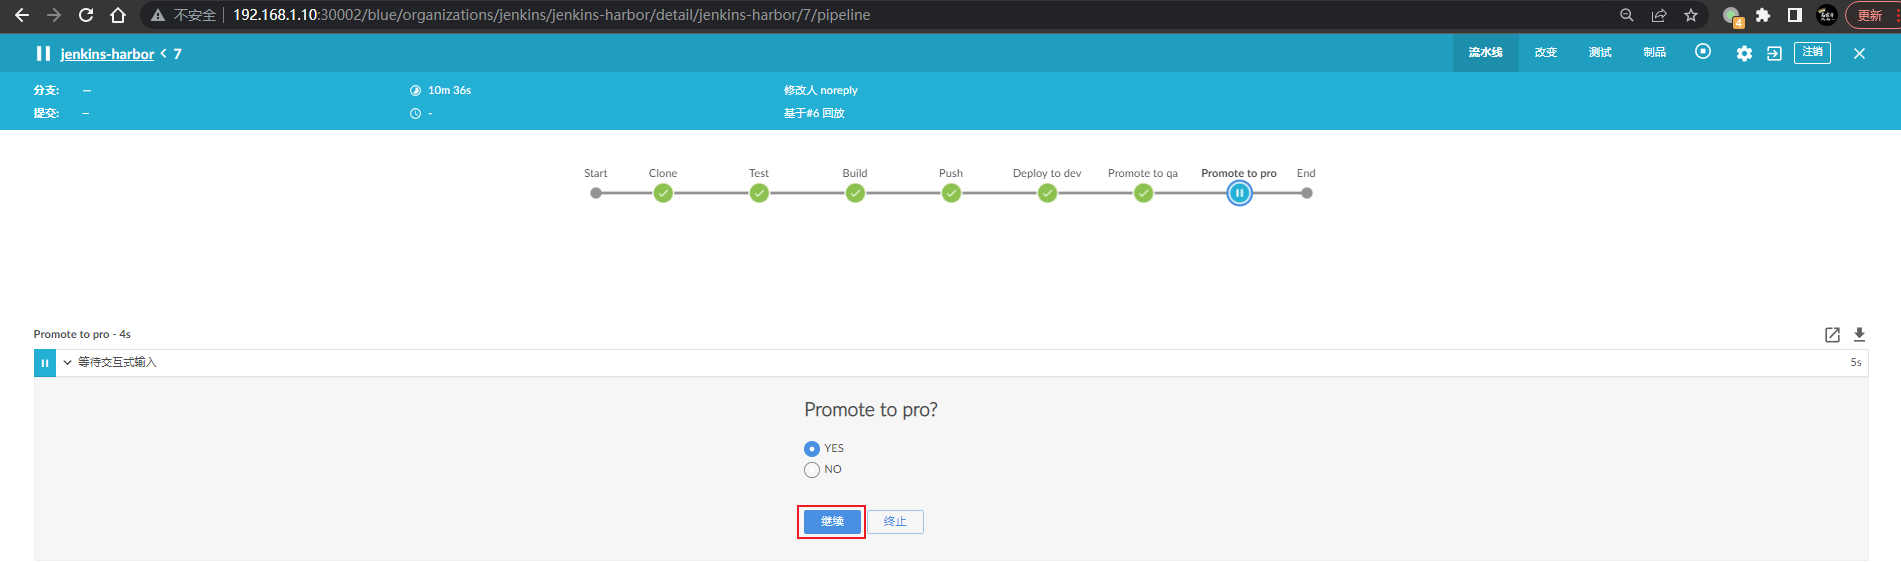 不安全 192.168.1.10:30002/blue/organizations/jenkins/jenkins-harbor/detail/jenkins-harbor/7/pipeline 4 更新
jenkins-harbor < 7 流水线 改变 测试 制品 注销
分支: — 10m 36s 修改人 noreply
提交: -- - 基于#6 回放
Start Clone Test Build Push Deploy to dev Promote to qa Promote to pro End
Promote to pro - 4s
等待交互式输入 5s
Promote to pro?
YES
NO
继续 终止